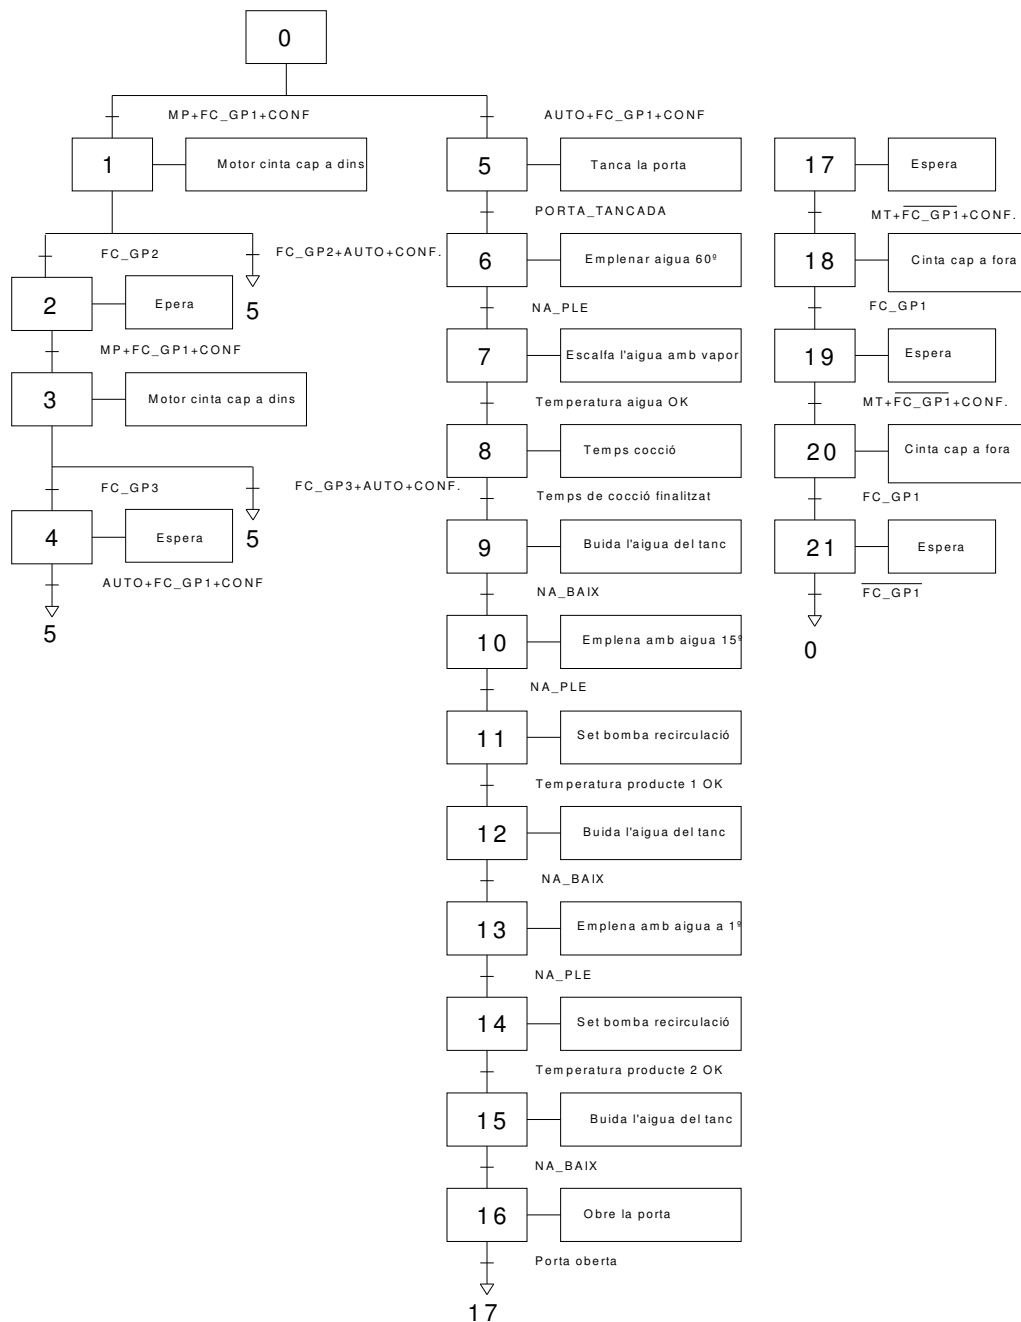 0
MP+FC_GP1+CONF
1
Motor cinta cap a dins
FC_GP2
FC_GP2+AUTO+CONF.
2
Epera
5
MP+FC_GP1+CONF
3
Motor cinta cap a dins
FC_GP3
FC_GP3+AUTO+CONF.
4
Espera
5
AUTO+FC_GP1+CONF
5
AUTO+FC_GP1+CONF
5
Tanca la porta
PORTA_TANCADA
6
Emplenar aigua 60º
NA_PLE
7
Escalfa l'aigua amb vapor
Temperatura aigua OK
8
Temps cocció
Temps de cocció finalitzat
9
Buida l'aigua del tanc
NA_BAIX
10
Emplena amb aigua 15º
NA_PLE
11
Set bomba recirculació
Temperatura producte 1 OK
12
Buida l'aigua del tanc
NA_BAIX
13
Emplena amb aigua a 1º
NA_PLE
14
Set bomba recirculació
Temperatura producte 2 OK
15
Buida l'aigua del tanc
NA_BAIX
16
Obre la porta
Porta oberta
17
17
Espera
MT+FC_GP1+CONF.
18
Cinta cap a fora
FC_GP1
19
Espera
MT+FC_GP1+CONF.
20
Cinta cap a fora
FC_GP1
21
Espera
FC_GP1
0